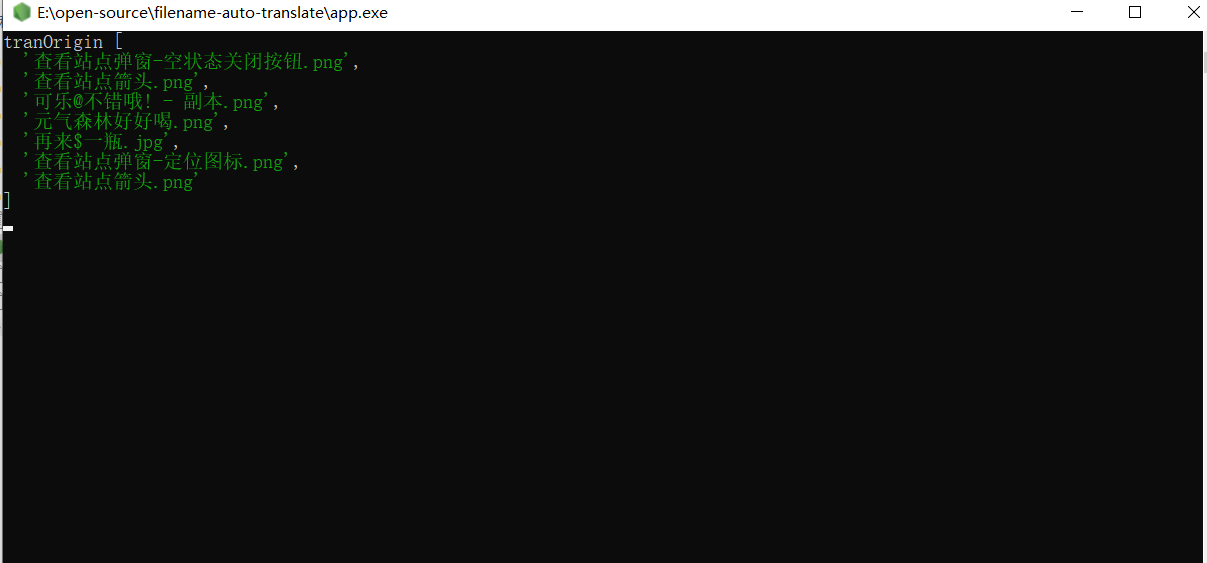 E:\open-source\filename-auto-translate\app.exe
tranOrigin [
  '查看站点弹窗-空状态关闭按钮.png',
  '查看站点箭头.png',
  '可乐@不错哦! - 副本.png',
  '元气森林好好喝.png',
  '再来$一瓶.jpg',
  '查看站点弹窗-定位图标.png',
  '查看站点箭头.png'
]